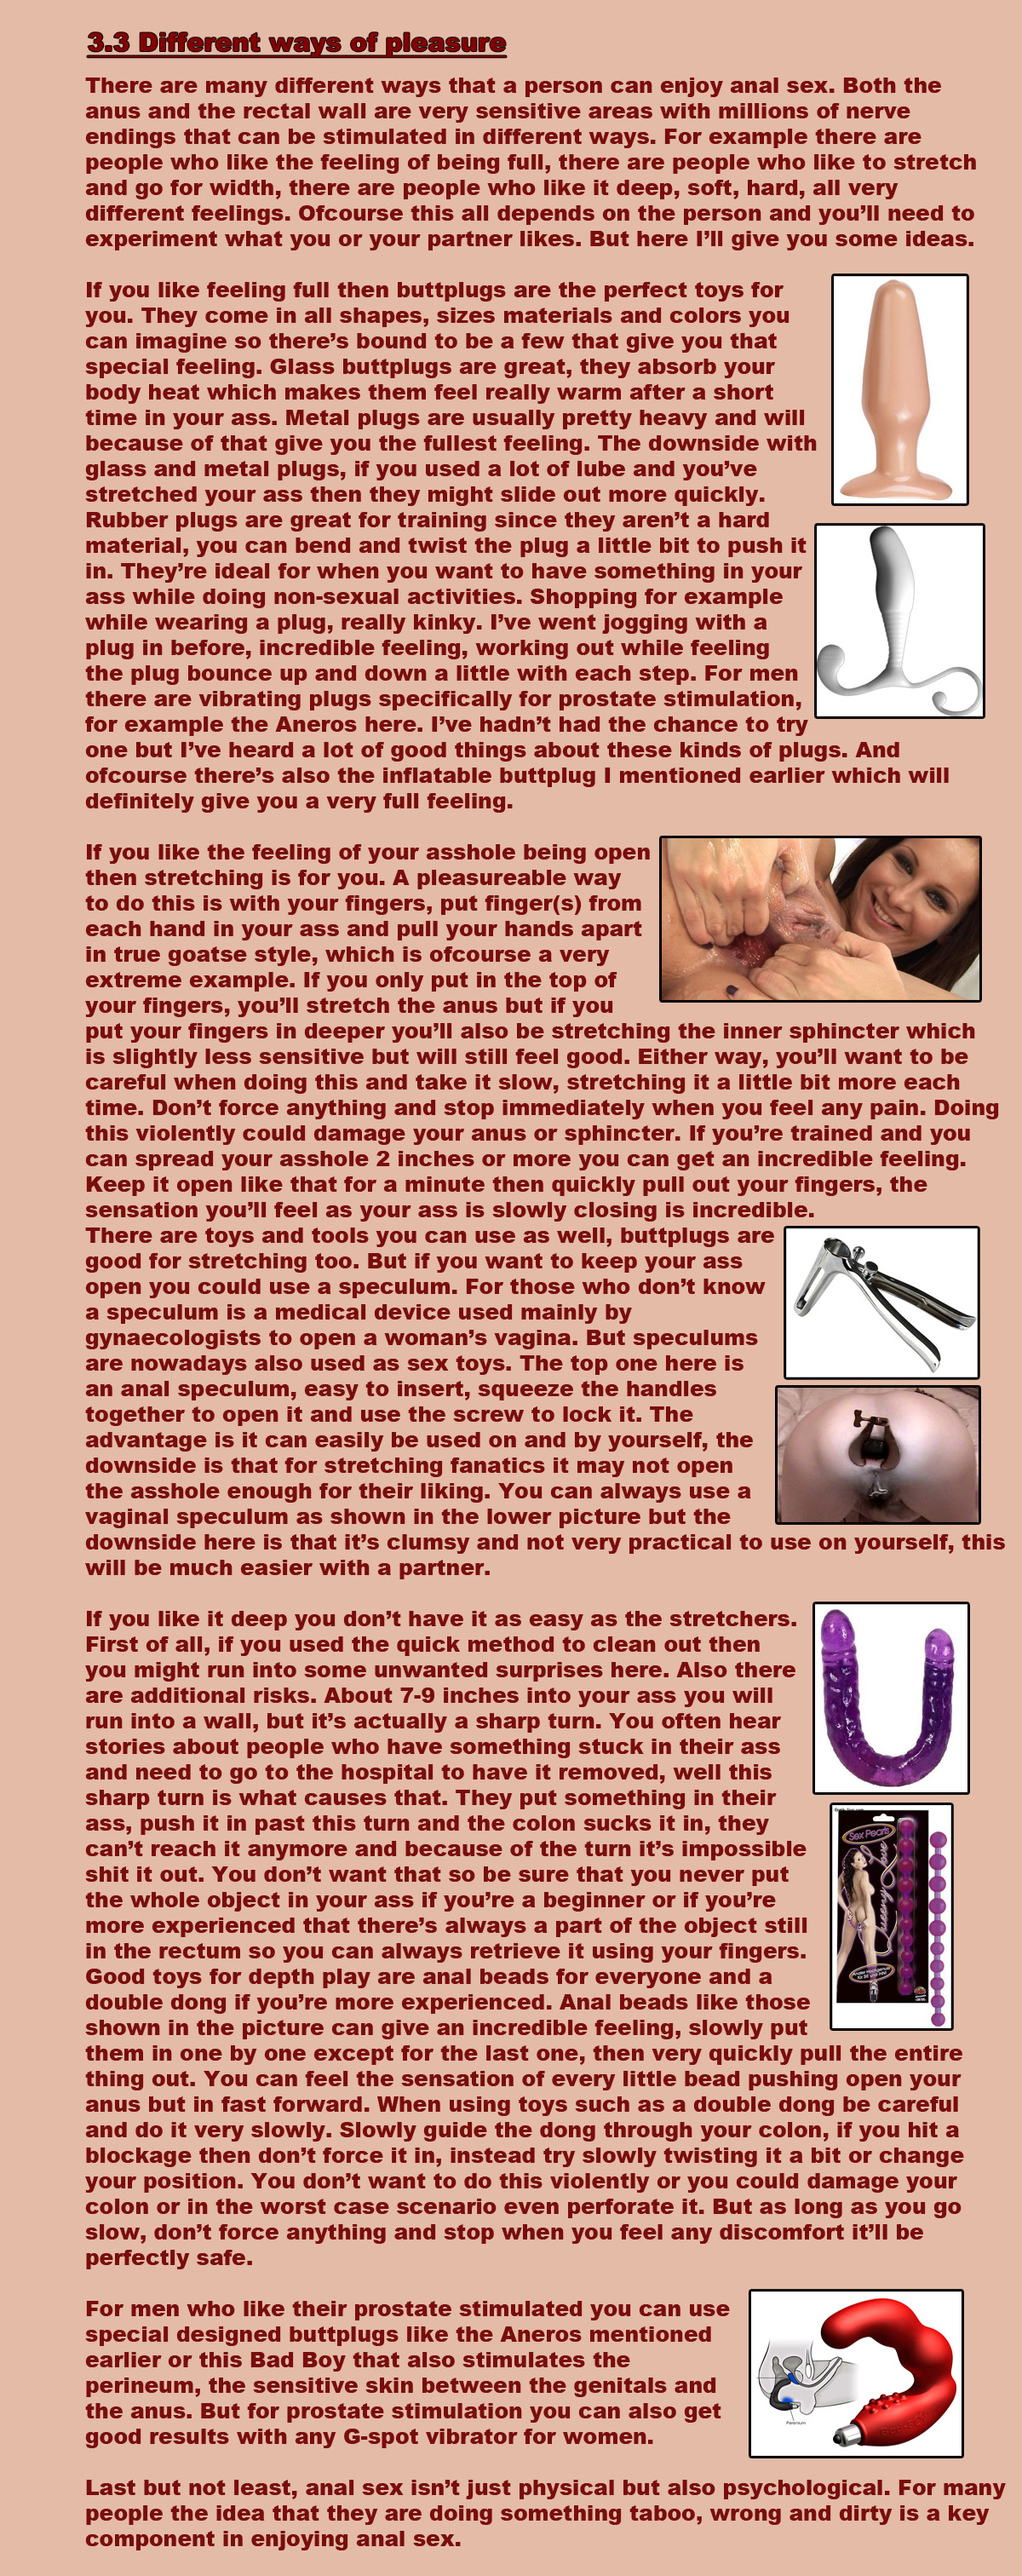 3.3 Different ways of pleasure
There are many different ways that a person can enjoy anal sex. Both the
anus and the rectal wall are very sensitive areas with millions of nerve
endings that can be stimulated in different ways. For example there are
people who like the feeling of being full, there are people who like to stretch
and go for width, there are people who like it deep, soft, hard, all very
different feelings. Ofcourse this all depends on the person and you'll need to
experiment what you or your partner likes. But here I'll give you some ideas.
If you like feeling full then buttplugs are the perfect toys for
you. They come in all shapes, sizes materials and colors you
can imagine so there's bound to be a few that give you that
special feeling. Glass buttplugs are great, they absorb your
body heat which makes them feel really warm after a short
time in your ass. Metal plugs are usually pretty heavy and will
because of that give you the fullest feeling. The downside with
glass and metal plugs, if you used a lot of lube and you've
stretched your ass then they might slide out more quickly.
Rubber plugs are great for training since they aren't a hard
material, you can bend and twist the plug a little bit to push it
in. They're ideal for when you want to have something in your
ass while doing non-sexual activities. Shopping for example
while wearing a plug, really kinky. I've went jogging with a
plug in before, incredible feeling, working out while feeling
the plug bounce up and down a little with each step. For men
there are vibrating plugs specifically for prostate stimulation,
for example the Aneros here. I've hadn't had the chance to try
one but I've heard a lot of good things about these kinds of plugs. And
ofcourse there's also the inflatable buttplug I mentioned earlier which will
definitely give you a very full feeling.
If you like the feeling of your asshole being open
then stretching is for you. A pleasureable way
to do this is with your fingers, put finger(s) from
each hand in your ass and pull your hands apart
in true goatse style, which is ofcourse a very
extreme example. If you only put in the top of
your fingers, you'll stretch the anus but if you
put your fingers in deeper you'll also be stretching the inner sphincter which
is slightly less sensitive but will still feel good. Either way, you'll want to be
careful when doing this and take it slow, stretching it a little bit more each
time. Don't force anything and stop immediately when you feel any pain. Doing
this violently could damage your anus or sphincter. If you're trained and you
can spread your asshole 2 inches or more you can get an incredible feeling.
Keep it open like that for a minute then quickly pull out your fingers, the
sensation you'll feel as your ass is slowly closing is incredible.
There are toys and tools you can use as well, buttplugs are
good for stretching too. But if you want to keep your ass
open you could use a speculum. For those who don't know
a speculum is a medical device used mainly by
gynaecologists to open a woman's vagina. But speculums
are nowadays also used as sex toys. The top one here is
an anal speculum, easy to insert, squeeze the handles
together to open it and use the screw to lock it. The
advantage is it can easily be used on and by yourself, the
downside is that for stretching fanatics it may not open
the asshole enough for their liking. You can always use a
vaginal speculum as shown in the lower picture but the
downside here is that it's clumsy and not very practical to use on yourself, this
will be much easier with a partner.
If you like it deep you don't have it as easy as the stretchers.
First of all, if you used the quick method to clean out then
you might run into some unwanted surprises here. Also there
are additional risks. About 7-9 inches into your ass you will
run into a wall, but it's actually a sharp turn. You often hear
stories about people who have something stuck in their ass
and need to go to the hospital to have it removed, well this
sharp turn is what causes that. They put something in their
ass, push it in past this turn and the colon sucks it in, they
can't reach it anymore and because of the turn it's impossible
shit it out. You don't want that so be sure that you never put
the whole object in your ass if you're a beginner or if you're
more experienced that there's always a part of the object still
in the rectum so you can always retrieve it using your fingers.
Good toys for depth play are anal beads for everyone and a
double dong if you're more experienced. Anal beads like those
shown in the picture can give an incredible feeling, slowly put
them in one by one except for the last one, then very quickly pull the entire
thing out. You can feel the sensation of every little bead pushing open your
anus but in fast forward. When using toys such as a double dong be careful
and do it very slowly. Slowly guide the dong through your colon, if you hit a
blockage then don't force it in, instead try slowly twisting it a bit or change
your position. You don't want to do this violently or you could damage your
colon or in the worst case scenario even perforate it. But as long as you go
slow, don't force anything and stop when you feel any discomfort it'll be
perfectly safe.
Sex Pearls
For men who like their prostate stimulated you can use
special designed buttplugs like the Aneros mentioned
earlier or this Bad Boy that also stimulates the
perineum, the sensitive skin between the genitals and
the anus. But for prostate stimulation you can also get
good results with any G-spot vibrator for women.
Perenium
Last but not least, anal sex isn't just physical but also psychological. For many
people the idea that they are doing something taboo, wrong and dirty is a key
component in enjoying anal sex.